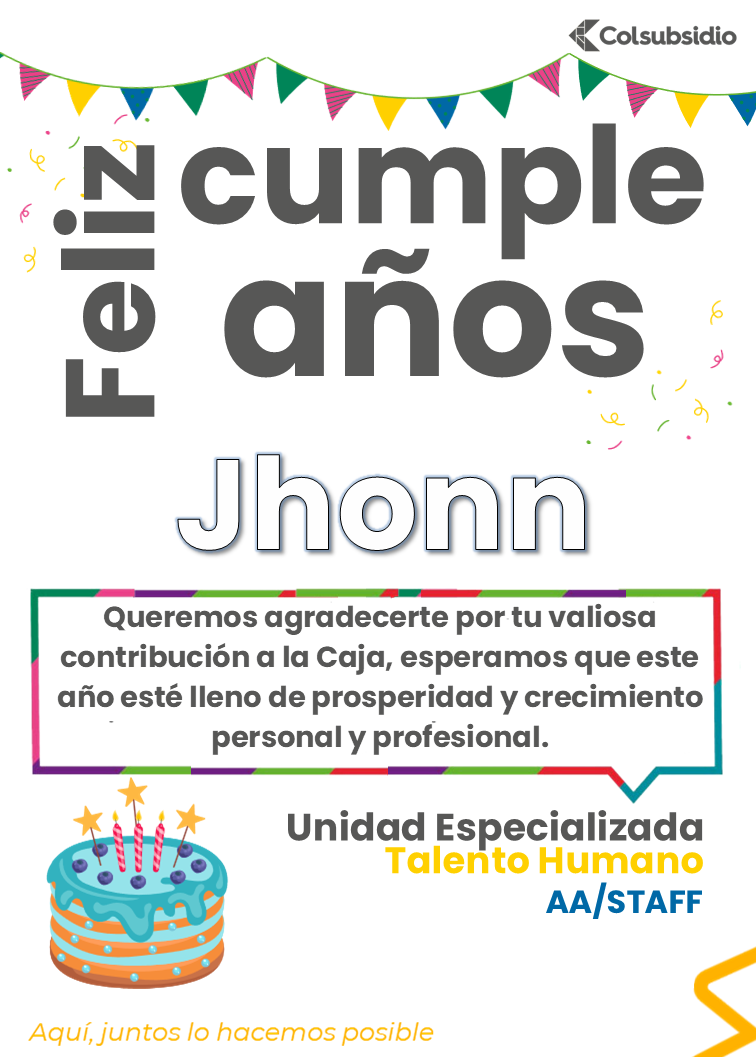 Colsubsidio
Feliz
cumple
años
Jhonn
Queremos agradecerte por tu valiosa
contribución a la Caja, esperamos que este
año esté lleno de prosperidad y crecimiento
personal y profesional.
Unidad Especializada
Talento Humano
AA/STAFF
Aquí, juntos lo hacemos posible